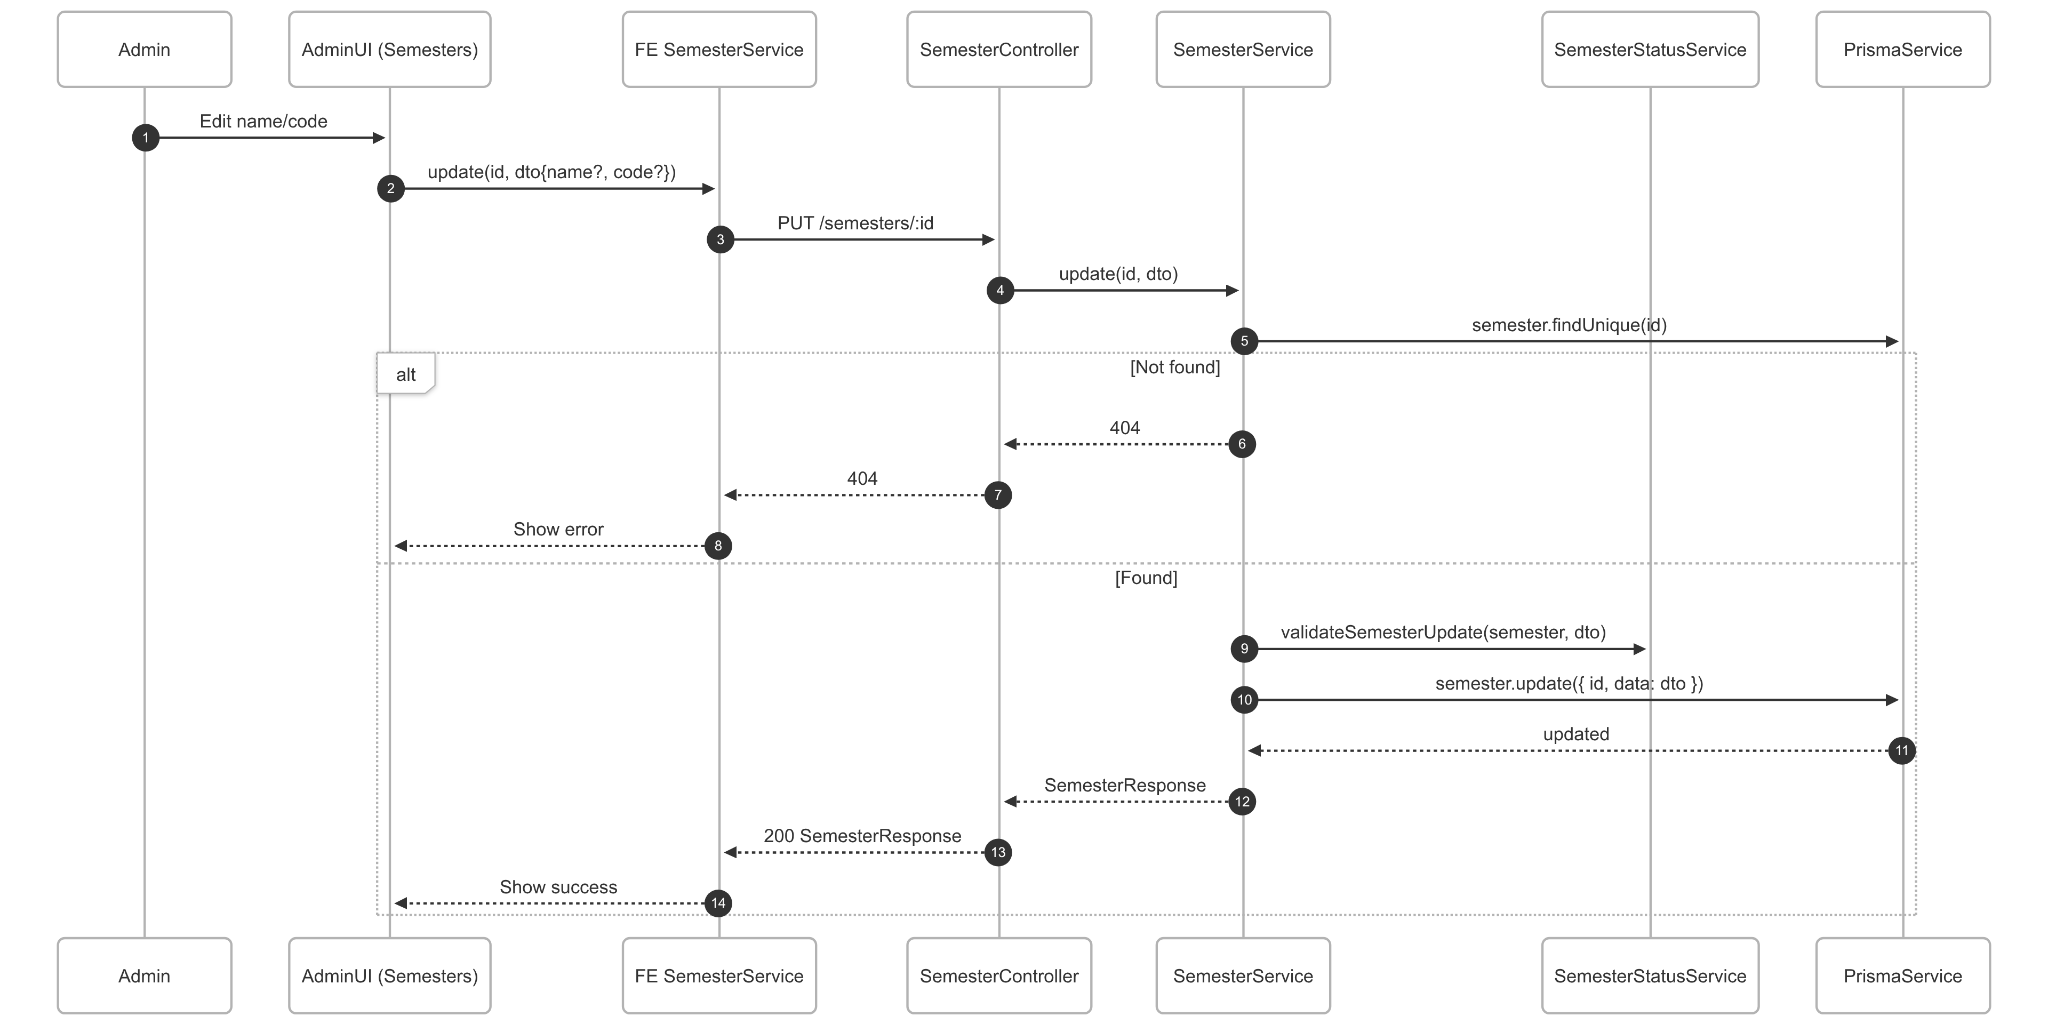 Admin
AdminUI (Semesters)
FE SemesterService
SemesterController
SemesterService
SemesterStatusService
PrismaService
1
Edit name/code
2
update(id, dto{name?, code?})
3
PUT /semesters/:id
4
update(id, dto)
5
semester.findUnique(id)
alt
[Not found]
404
6
404
7
Show error
8
[Found]
9
validateSemesterUpdate(semester, dto)
10
semester.update({ id, data: dto })
updated
11
SemesterResponse
12
200 SemesterResponse
13
Show success
14
Admin
AdminUI (Semesters)
FE SemesterService
SemesterController
SemesterService
SemesterStatusService
PrismaService